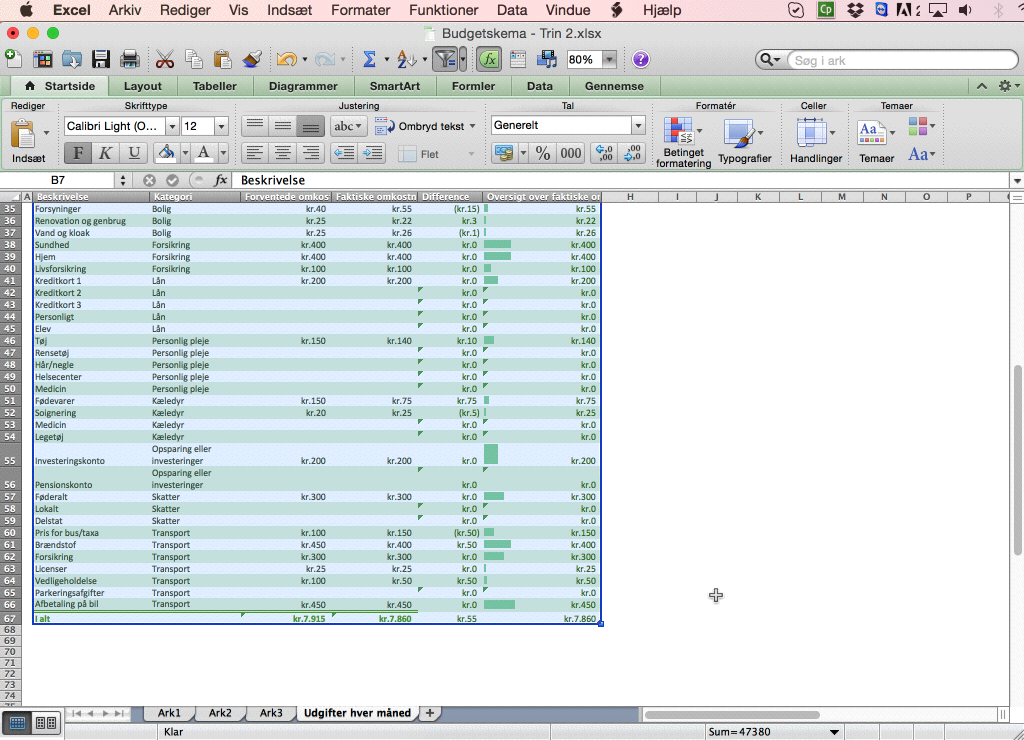 Excel Arkiv Rediger Vis Indsæt Formater Funktioner Data Vindue Hjælp
Budgetskema - Trin 2.xlsx
80% Søg i ark
Startside Layout Tabeller Diagrammer SmartArt Formler Data Gennemse
Rediger Skrifttype Justering Tal Formatér Celler Temaer
Calibri Light (O... 12 abc Ombryd tekst Generelt
Indsæt F K U A Flet % 000 Betinget formatering Typografier Handlinger Temaer Aa
B7 fx Beskrivelse
A H I J K L M N O P
Beskrivelse Kategori Forventede omkos Faktiske omkostni Difference Oversigt over faktiske o
35 Forsyninger Bolig kr.40 kr.55 (kr.15) kr.55
36 Renovation og genbrug Bolig kr.25 kr.22 kr.3 kr.22
37 Vand og kloak Bolig kr.25 kr.26 (kr.1) kr.26
38 Sundhed Forsikring kr.400 kr.400 kr.0 kr.400
39 Hjem Forsikring kr.400 kr.400 kr.0 kr.400
40 Livsforsikring Forsikring kr.100 kr.100 kr.0 kr.100
41 Kreditkort 1 Lån kr.200 kr.200 kr.0 kr.200
42 Kreditkort 2 Lån kr.0 kr.0
43 Kreditkort 3 Lån kr.0 kr.0
44 Personligt Lån kr.0 kr.0
45 Elev Lån kr.0 kr.0
46 Tøj Personlig pleje kr.150 kr.140 kr.10 kr.140
47 Rensetøj Personlig pleje kr.0 kr.0
48 Hår/negle Personlig pleje kr.0 kr.0
49 Helsecenter Personlig pleje kr.0 kr.0
50 Medicin Personlig pleje kr.0 kr.0
51 Fødevarer Kæledyr kr.150 kr.75 kr.75 kr.75
52 Soignering Kæledyr kr.20 kr.25 (kr.5) kr.25
53 Medicin Kæledyr kr.0 kr.0
54 Legetøj Kæledyr kr.0 kr.0
Opsparing eller
55 Investeringskonto investeringer kr.200 kr.200 kr.0 kr.200
Opsparing eller
56 Pensionskonto investeringer kr.0 kr.0
57 Føderalt Skatter kr.300 kr.300 kr.0 kr.300
58 Lokalt Skatter kr.0 kr.0
59 Delstat Skatter kr.0 kr.0
60 Pris for bus/taxa Transport kr.100 kr.150 (kr.50) kr.150
61 Brændstof Transport kr.450 kr.400 kr.50 kr.400
62 Forsikring Transport kr.300 kr.300 kr.0 kr.300
63 Licenser Transport kr.25 kr.25 kr.0 kr.25
64 Vedligeholdelse Transport kr.100 kr.50 kr.50 kr.50
65 Parkeringsafgifter Transport kr.0 kr.0
66 Afbetaling på bil Transport kr.450 kr.450 kr.0 kr.450
67 I alt kr.7.915 kr.7.860 kr.55 kr.7.860
68
69
70
71
72
73
74
Ark1 Ark2 Ark3 Udgifter hver måned +
Klar Sum=47380